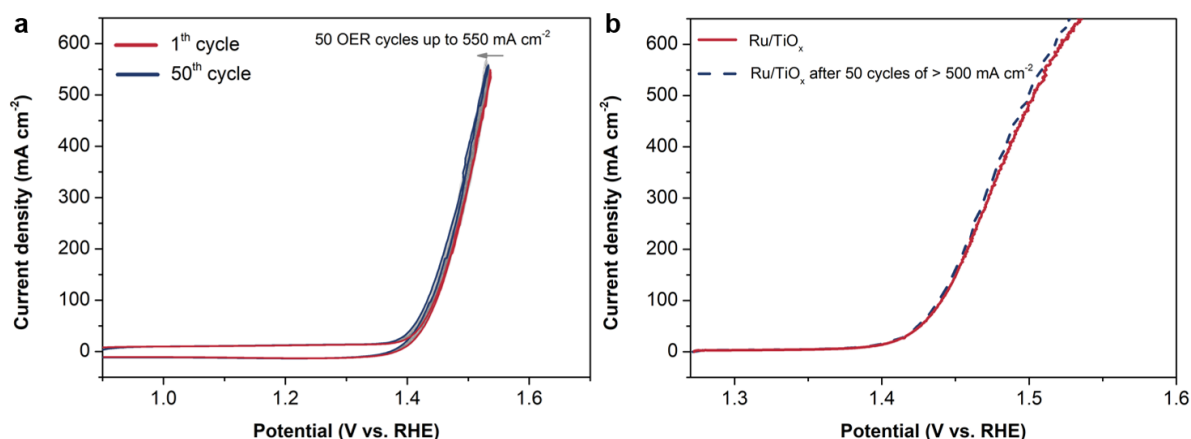 a
50 OER cycles up to 550 mA cm⁻²
1ᵗʰ cycle
50ᵗʰ cycle
600
500
400
300
200
100
0
1.0
1.2
1.4
1.6
Current density (mA cm⁻²)
Potential (V vs. RHE)
b
Ru/TiOₓ
Ru/TiOₓ after 50 cycles of > 500 mA cm⁻²
600
500
400
300
200
100
0
1.3
1.4
1.5
1.6
Current density (mA cm⁻²)
Potential (V vs. RHE)